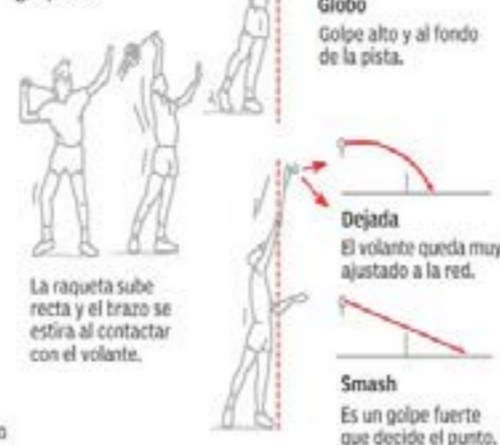 Globo
Golpe alto y al fondo
de la pista.
La raqueta sube
recta y el brazo se
estira al contactar
con el volante.
Dejada
El volante queda muy
ajustado a la red.
Smash
Es un golpe fuerte
que decide el punto.